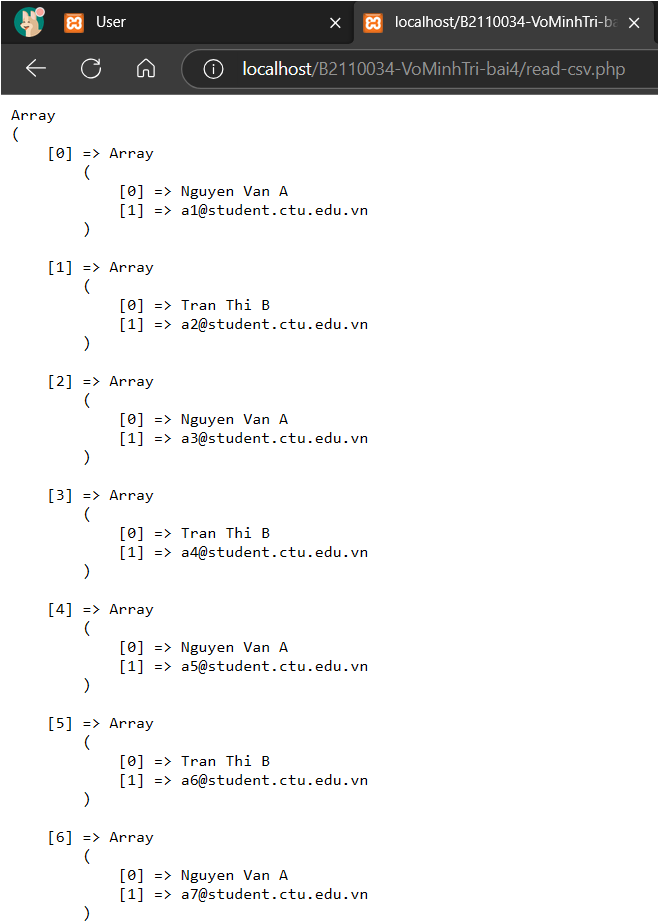 User
localhost/B2110034-VoMinhTri-ba
localhost/B2110034-VoMinhTri-bai4/read-csv.php
Array
(
    [0] => Array
        (
            [0] => Nguyen Van A
            [1] => a1@student.ctu.edu.vn
        )
    [1] => Array
        (
            [0] => Tran Thi B
            [1] => a2@student.ctu.edu.vn
        )
    [2] => Array
        (
            [0] => Nguyen Van A
            [1] => a3@student.ctu.edu.vn
        )
    [3] => Array
        (
            [0] => Tran Thi B
            [1] => a4@student.ctu.edu.vn
        )
    [4] => Array
        (
            [0] => Nguyen Van A
            [1] => a5@student.ctu.edu.vn
        )
    [5] => Array
        (
            [0] => Tran Thi B
            [1] => a6@student.ctu.edu.vn
        )
    [6] => Array
        (
            [0] => Nguyen Van A
            [1] => a7@student.ctu.edu.vn
        )